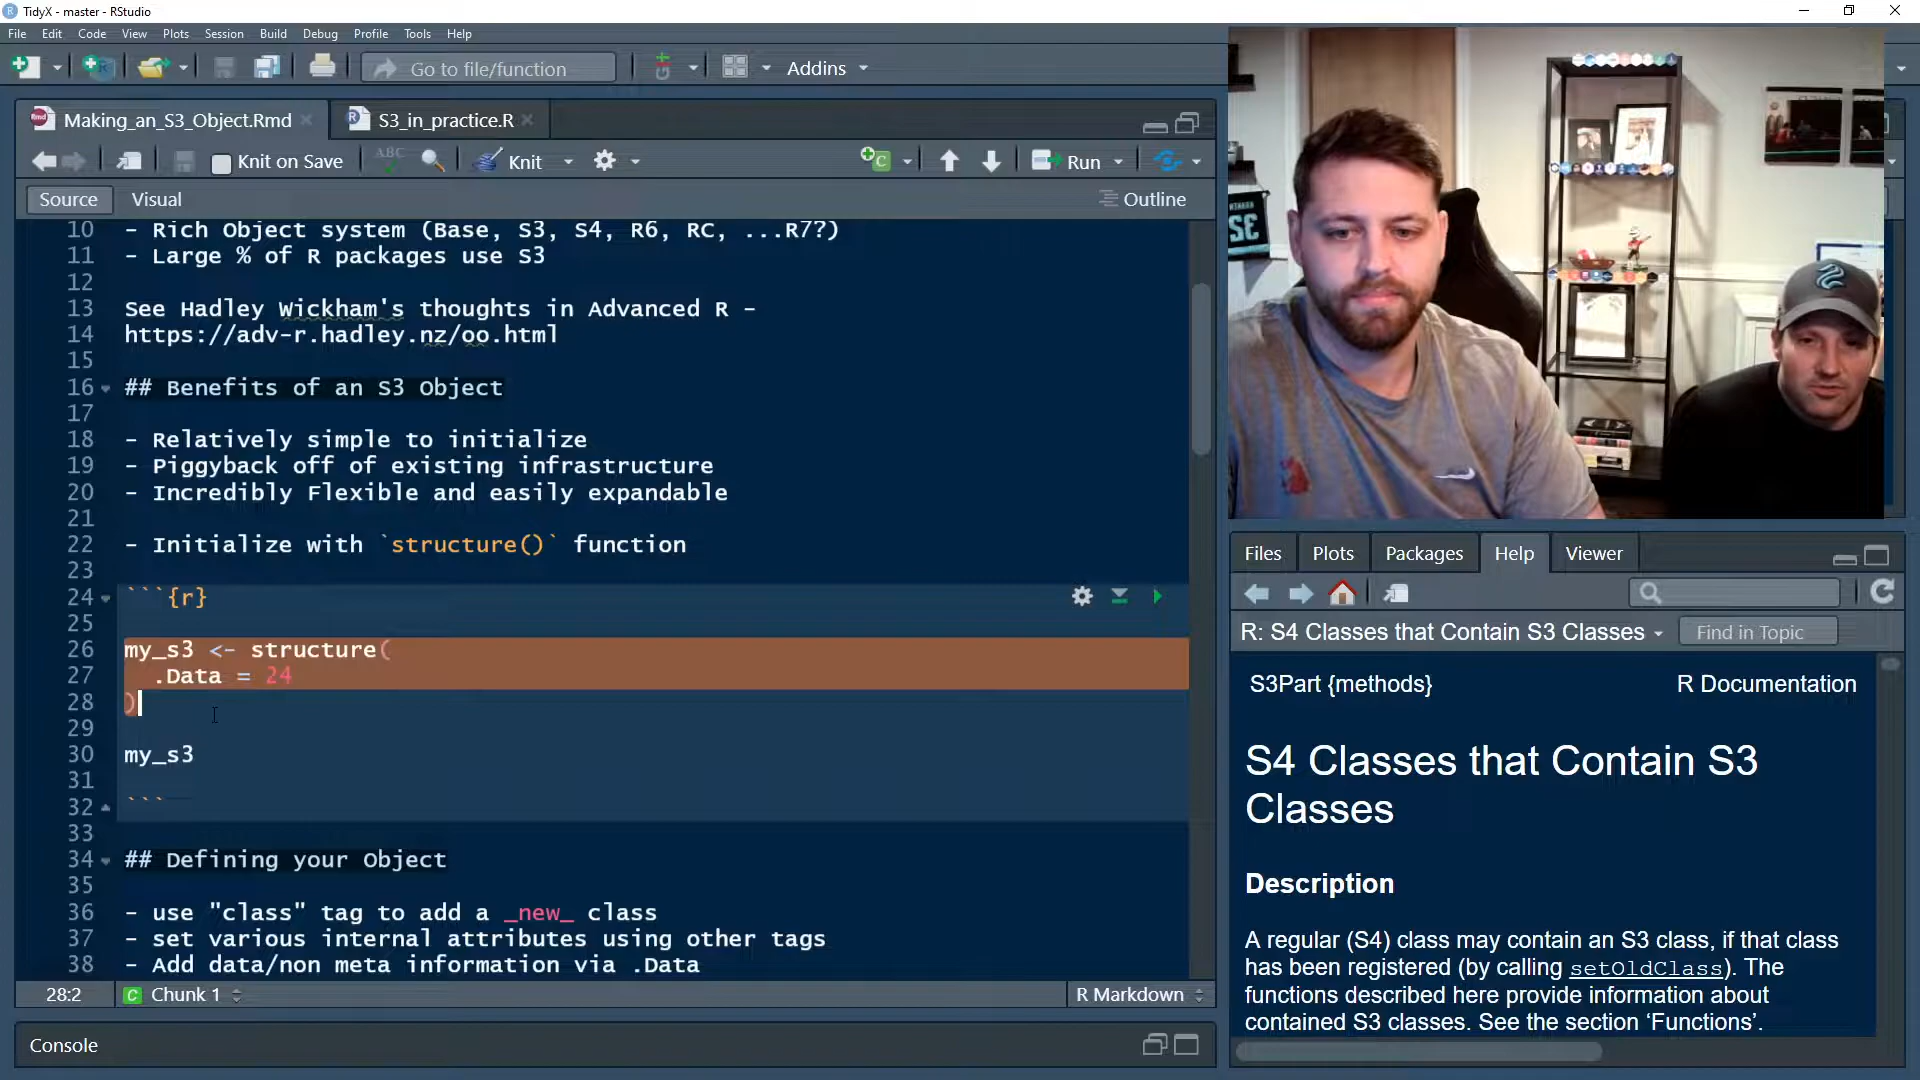 TidyX - master - RStudio
File Edit Code View Plots Session Build Debug Profile Tools Help
Go to file/function
Addins
Making_an_S3_Object.Rmd
S3_in_practice.R
Knit on Save
ABC
Knit
Run
Source
Visual
Outline
10 - Rich Object system (Base, S3, S4, R6, RC, ...R7?)
11 - Large % of R packages use S3
12
13 See Hadley Wickham's thoughts in Advanced R -
14 https://adv-r.hadley.nz/oo.html
15
16 ## Benefits of an S3 Object
17
18 - Relatively simple to initialize
19 - Piggyback off of existing infrastructure
20 - Incredibly Flexible and easily expandable
21
22 - Initialize with `structure()` function
23
24 ```{r}
25
26 my_s3 <- structure(
27 .Data = 24
28 )
29
30 my_s3
31
32 ```
33
34 ## Defining your Object
35
36 - use "class" tag to add a _new_ class
37 - set various internal attributes using other tags
38 - Add data/non meta information via .Data
28:2
C Chunk 1
R Markdown
Console
Files
Plots
Packages
Help
Viewer
R: S4 Classes that Contain S3 Classes
Find in Topic
S3Part {methods}
R Documentation
S4 Classes that Contain S3
Classes
Description
A regular (S4) class may contain an S3 class, if that class
has been registered (by calling setOldClass). The
functions described here provide information about
contained S3 classes. See the section ‘Functions’.